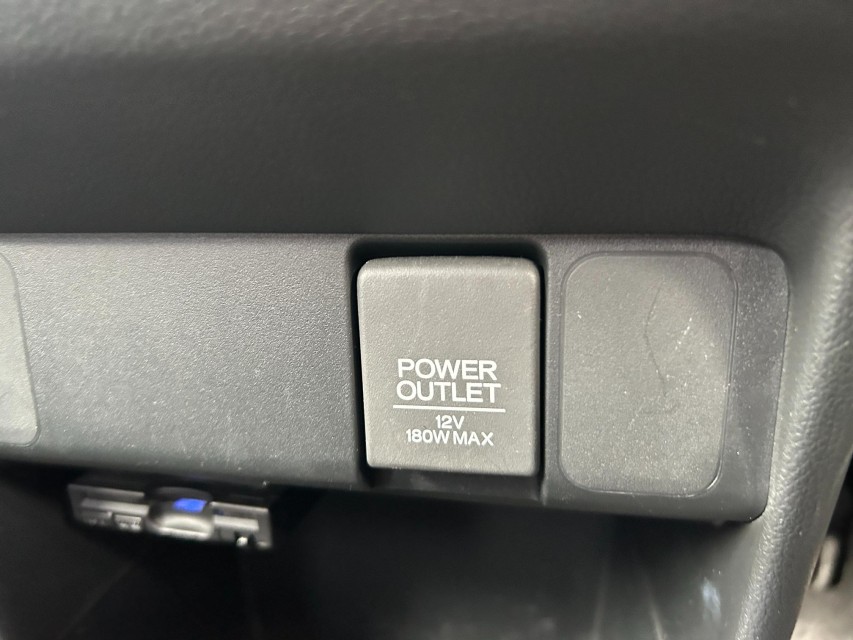 POWER
OUTLET
12V
180W MAX